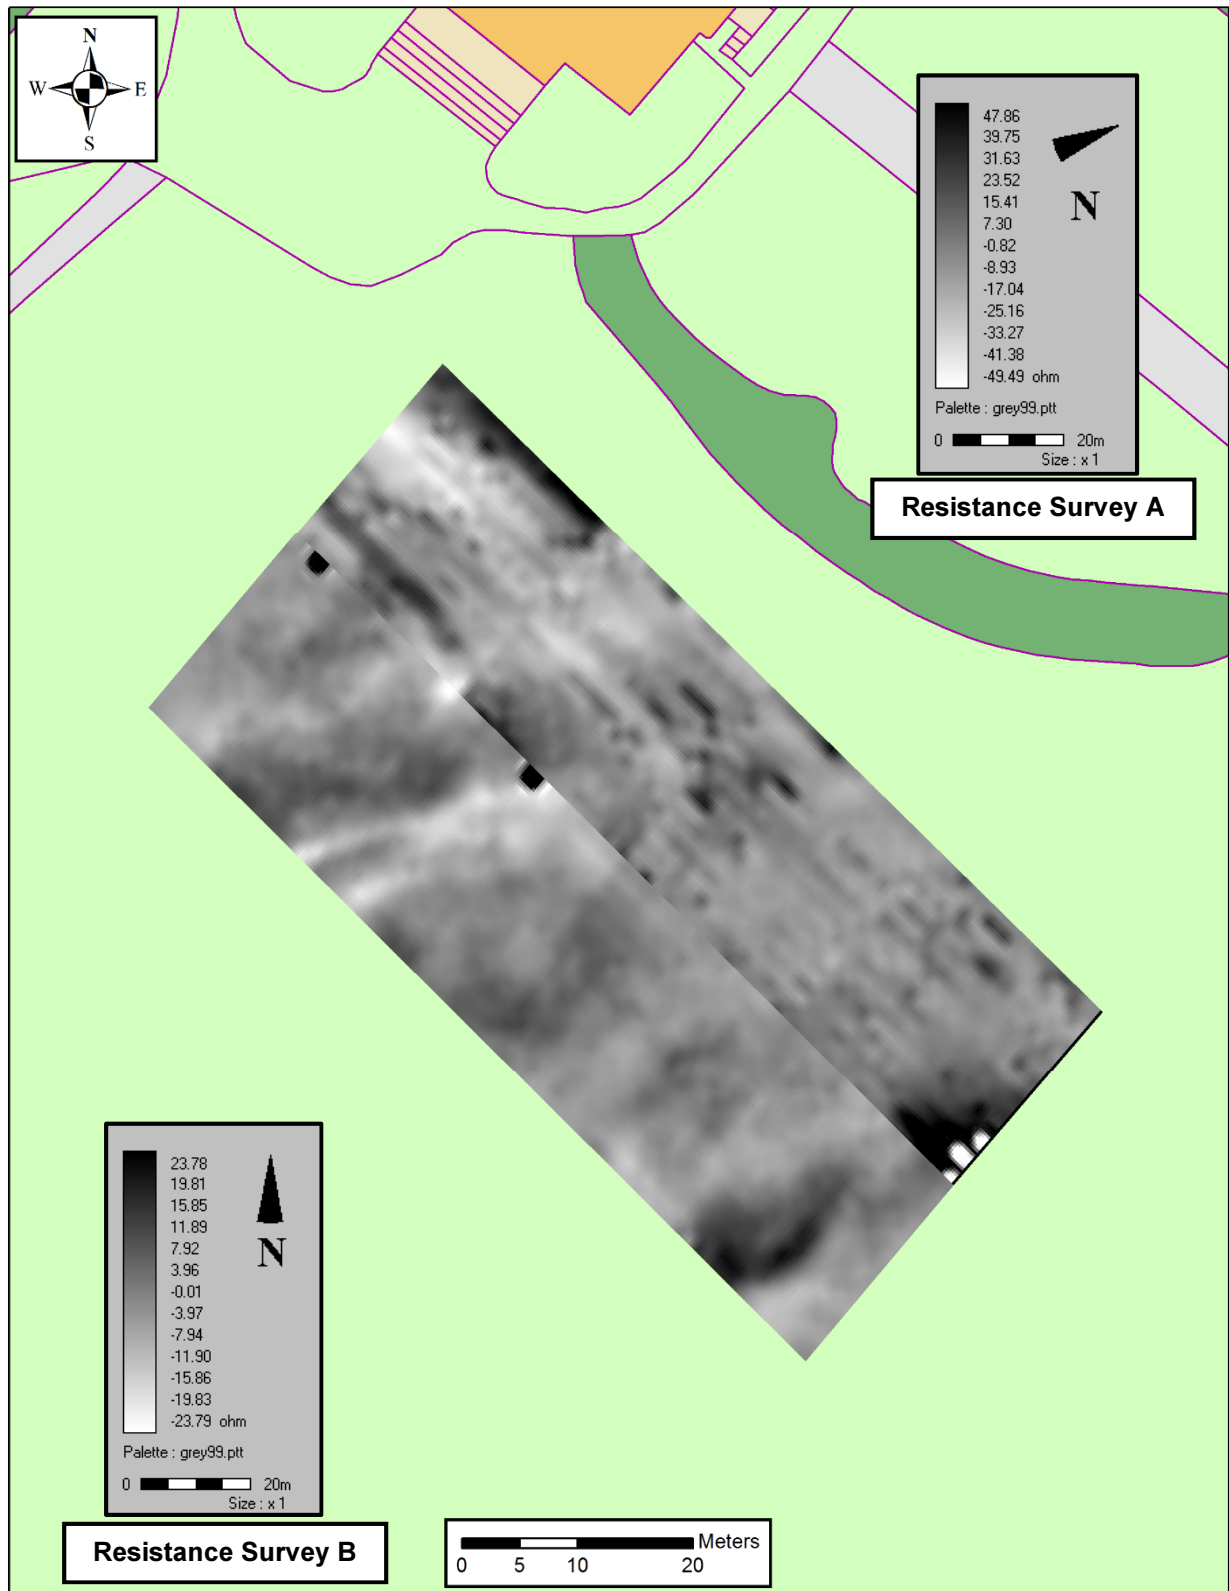 N
W E
S
47.86
39.75
31.63
23.52
15.41
7.30
-0.82
-8.93
-17.04
-25.16
-33.27
-41.38
-49.49 ohm
N
Palette : grey99.ptt
0 20m
Size : x 1
Resistance Survey A
23.78
19.81
15.85
11.89
7.92
3.96
-0.01
-3.97
-7.94
-11.90
-15.86
-19.83
-23.79 ohm
N
Palette : grey99.ptt
0 20m
Size : x 1
Resistance Survey B
Meters
0 5 10 20